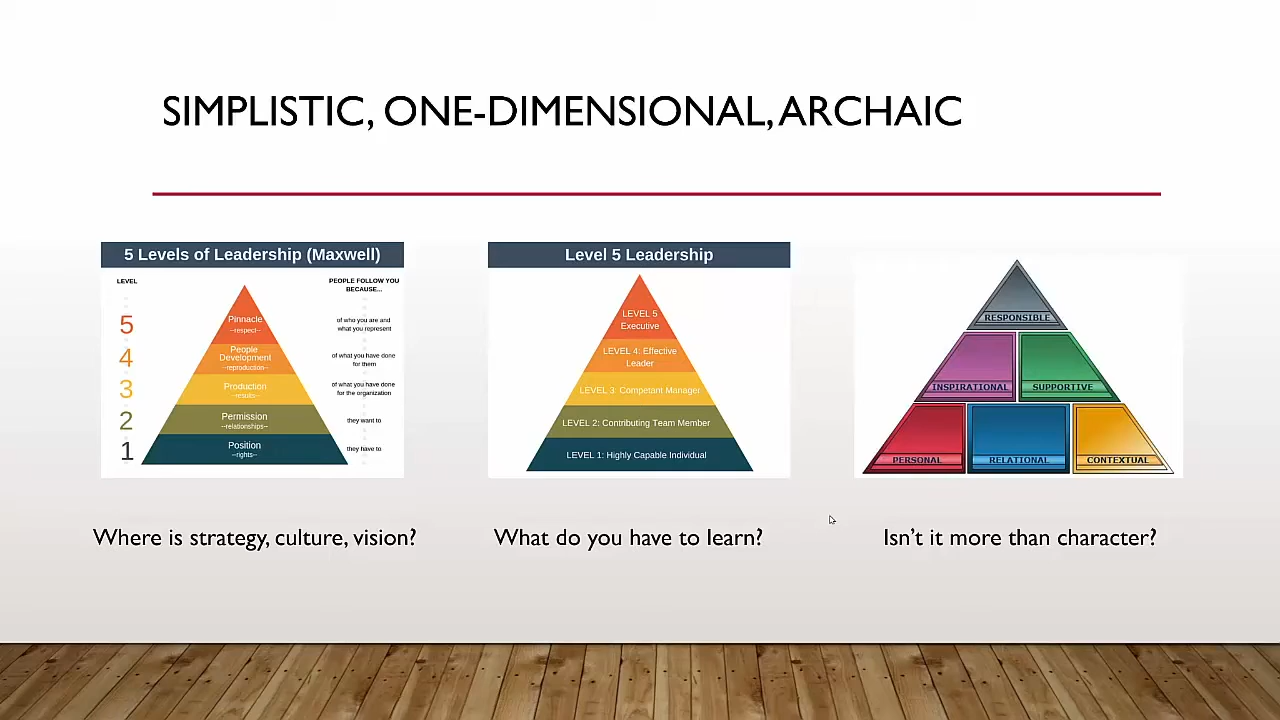 SIMPLISTIC, ONE-DIMENSIONAL, ARCHAIC
5 Levels of Leadership (Maxwell)
LEVEL
PEOPLE FOLLOW YOU
BECAUSE...
5
Pinnacle
--respect--
of who you are and
what you represent
4
People
Development
--reproduction--
of what you have done
for them
3
Production
--results--
of what you have done
for the organization
2
Permission
--relationships--
they want to
1
Position
--rights--
they have to
Where is strategy, culture, vision?
Level 5 Leadership
LEVEL 5
Executive
LEVEL 4: Effective
Leader
LEVEL 3: Competant Manager
LEVEL 2: Contributing Team Member
LEVEL 1: Highly Capable Individual
What do you have to learn?
RESPONSIBLE
INSPIRATIONAL
SUPPORTIVE
PERSONAL
RELATIONAL
CONTEXTUAL
Isn't it more than character?